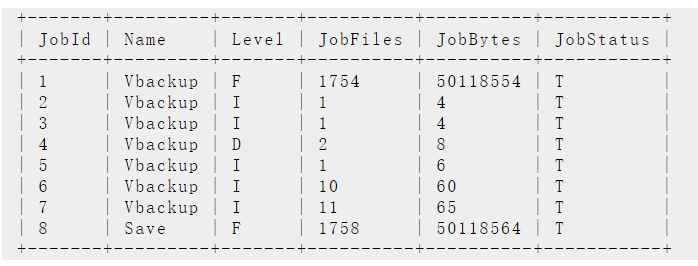 +-------+----------+-------+----------+----------+-----------+
| JobId | Name     | Level | JobFiles | JobBytes | JobStatus |
+-------+----------+-------+----------+----------+-----------+
| 1     | Vbackup  | F     | 1754     | 50118554 | T         |
| 2     | Vbackup  | I     | 1        | 4        | T         |
| 3     | Vbackup  | I     | 1        | 4        | T         |
| 4     | Vbackup  | D     | 2        | 8        | T         |
| 5     | Vbackup  | I     | 1        | 6        | T         |
| 6     | Vbackup  | I     | 10       | 60       | T         |
| 7     | Vbackup  | I     | 11       | 65       | T         |
| 8     | Save     | F     | 1758     | 50118564 | T         |
+-------+----------+-------+----------+----------+-----------+